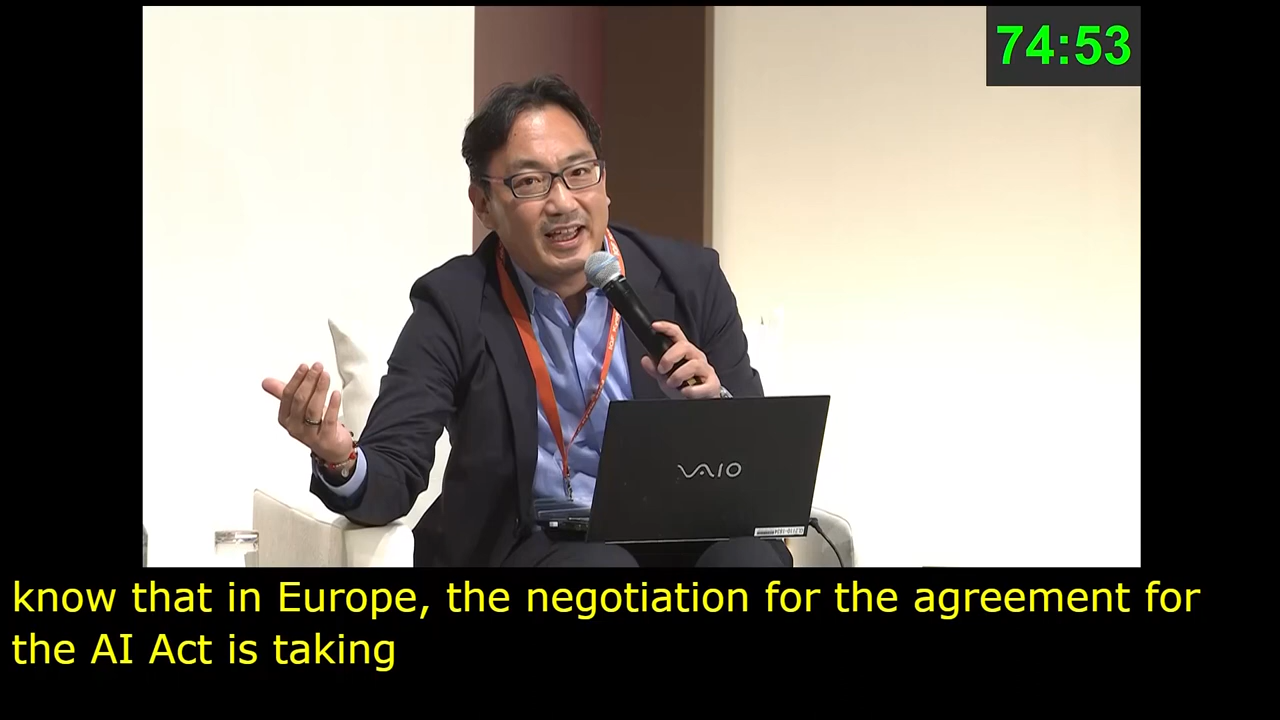 74:53
VAIO
know that in Europe, the negotiation for the agreement for
the AI Act is taking